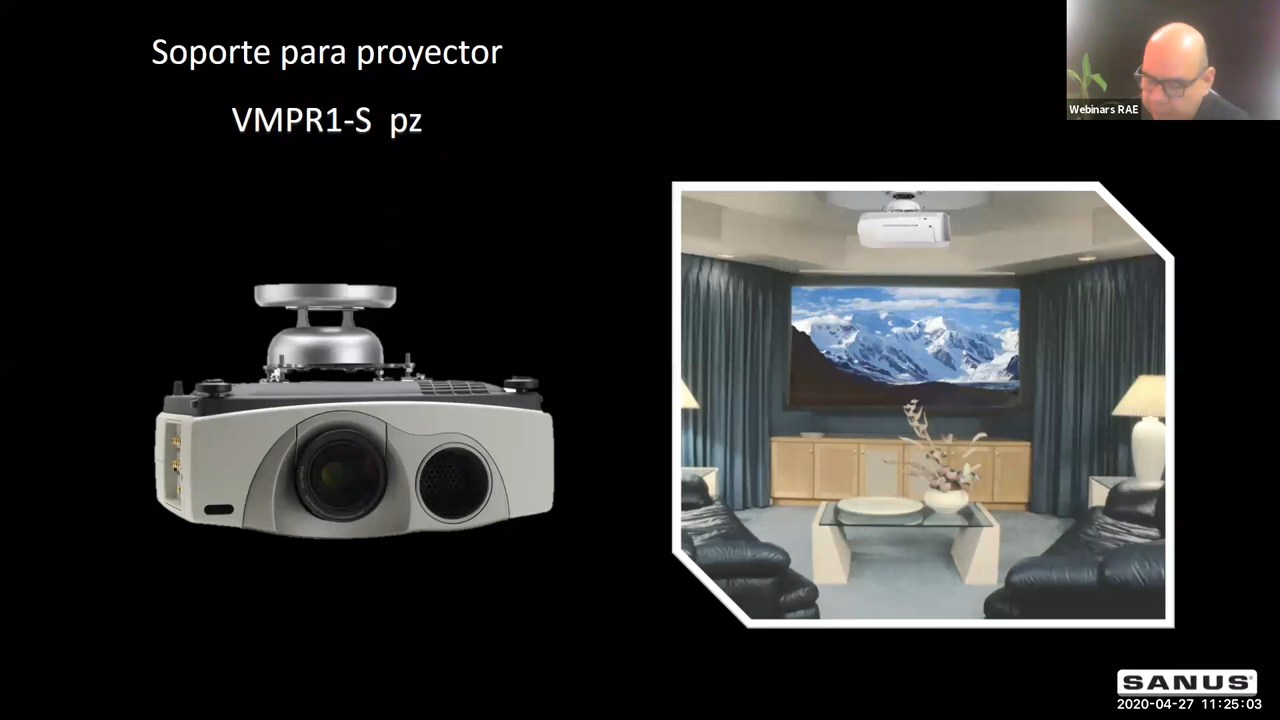 Soporte para proyector
VMPR1-S pz
Webinars RAE
SANUS
2020-04-27 11:25:03